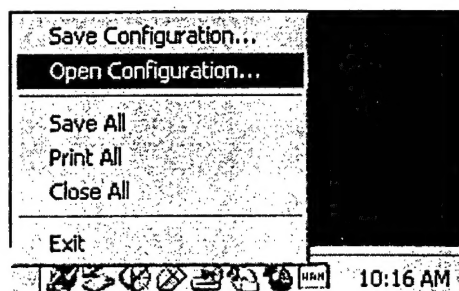 Save Configuration...
Open Configuration...
Save All
Print All
Close All
Exit
10:16 AM